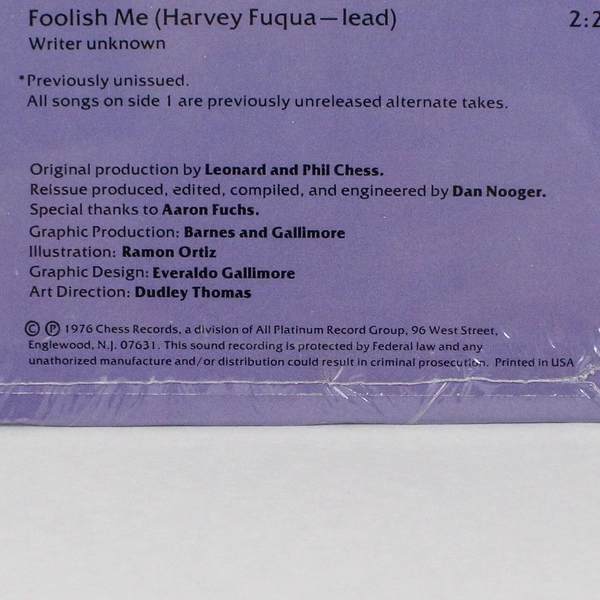 Foolish Me (Harvey Fuqua—lead) 2:2
Writer unknown
*Previously unissued.
All songs on side 1 are previously unreleased alternate takes.
Original production by Leonard and Phil Chess.
Reissue produced, edited, compiled, and engineered by Dan Nooger.
Special thanks to Aaron Fuchs.
Graphic Production: Barnes and Gallimore
Illustration: Ramon Ortiz
Graphic Design: Everaldo Gallimore
Art Direction: Dudley Thomas
© ℗ 1976 Chess Records, a division of All Platinum Record Group, 96 West Street,
Englewood, N.J. 07631. This sound recording is protected by Federal law and any
unathorized manufacture and/or distribution could result in criminal prosecution. Printed in USA